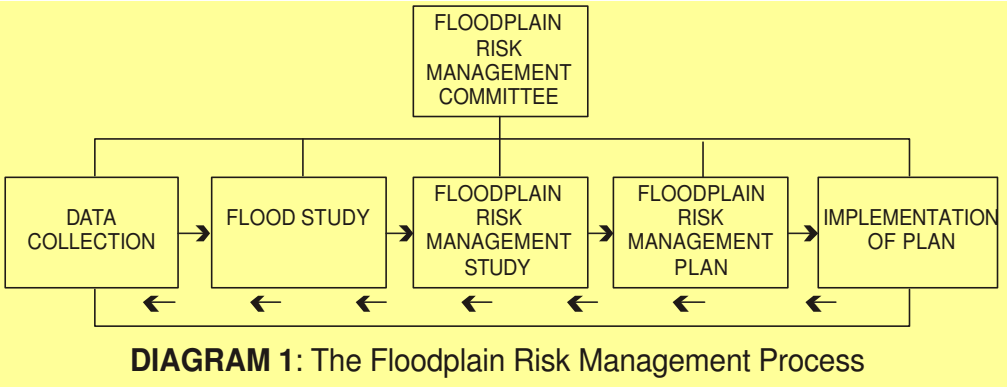 FLOODPLAIN
RISK
MANAGEMENT
COMMITTEE
DATA
COLLECTION
FLOOD STUDY
FLOODPLAIN
RISK
MANAGEMENT
STUDY
FLOODPLAIN
RISK
MANAGEMENT
PLAN
IMPLEMENTATION
OF PLAN
DIAGRAM 1: The Floodplain Risk Management Process